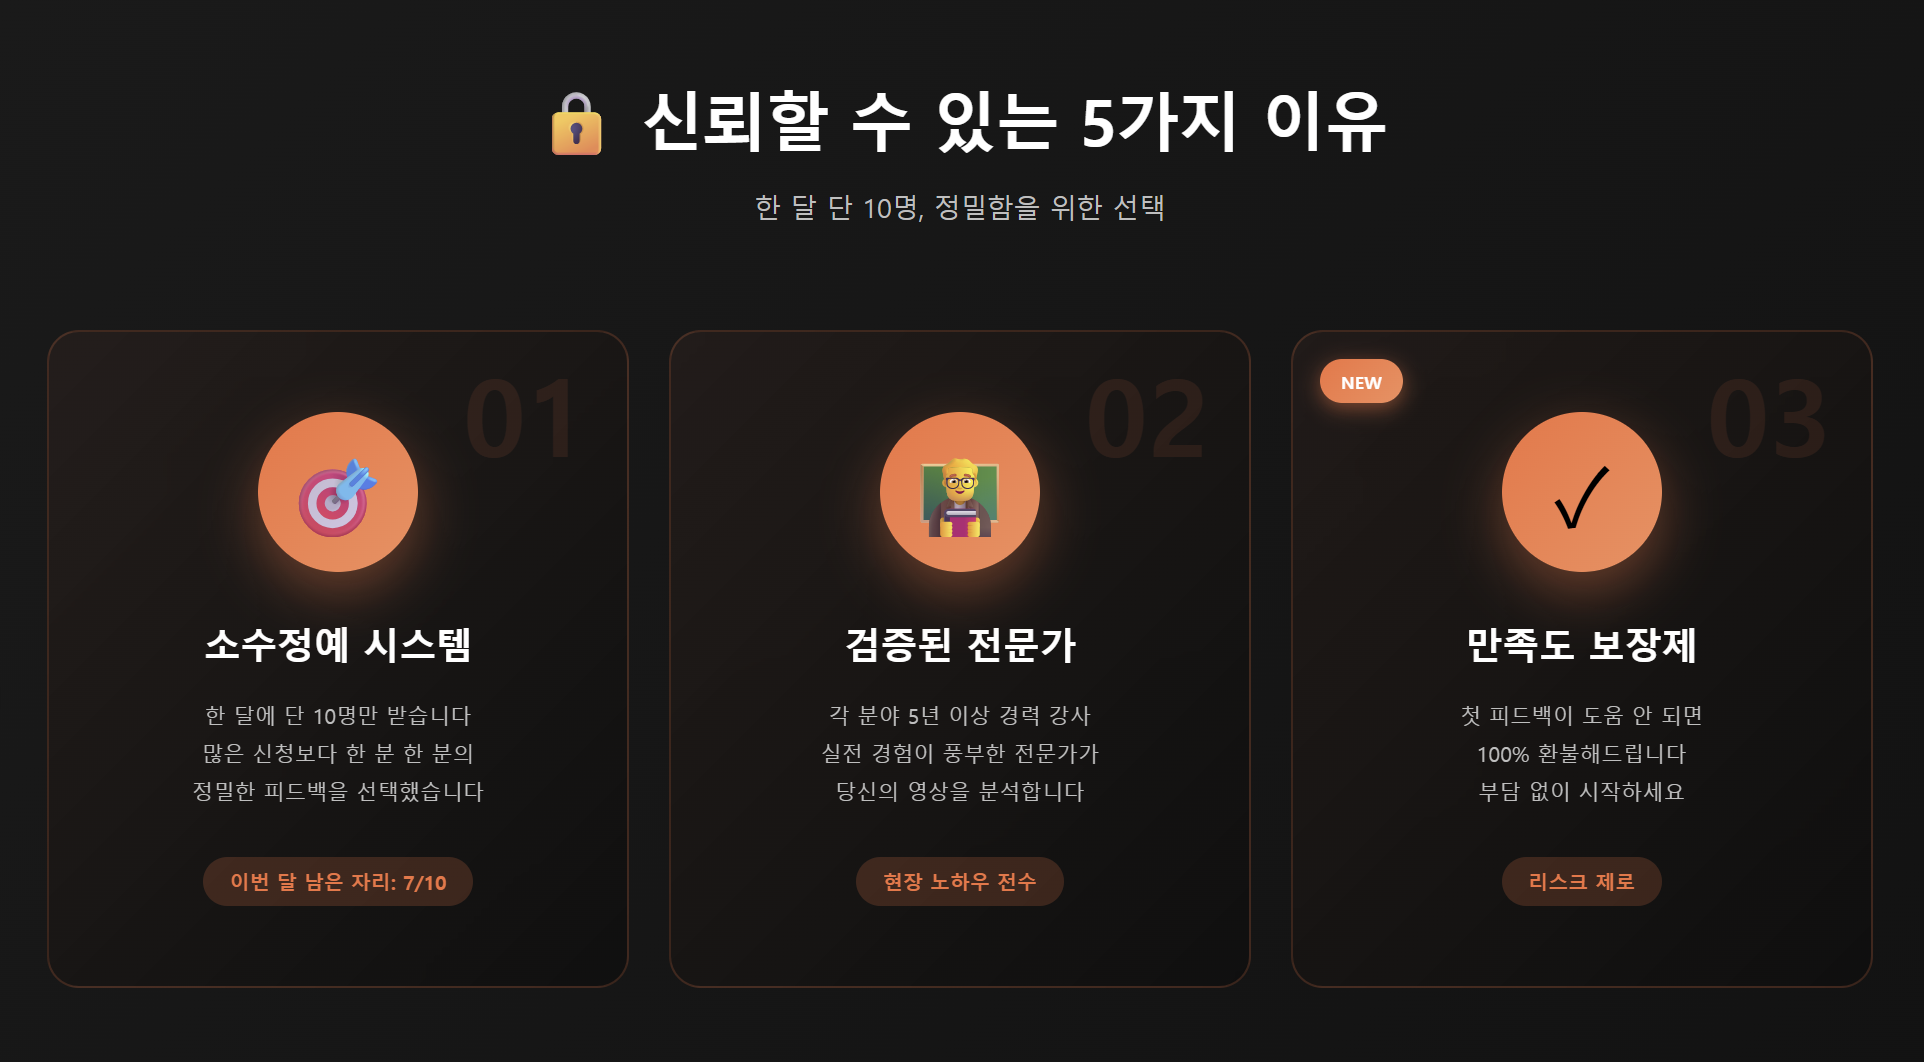 신뢰할 수 있는 5가지 이유
한 달 단 10명, 정밀함을 위한 선택
01
소수정예 시스템
한 달에 단 10명만 받습니다
많은 신청보다 한 분 한 분의
정밀한 피드백을 선택했습니다
이번 달 남은 자리: 7/10
02
검증된 전문가
각 분야 5년 이상 경력 강사
실전 경험이 풍부한 전문가가
당신의 영상을 분석합니다
현장 노하우 전수
NEW
03
만족도 보장제
첫 피드백이 도움 안 되면
100% 환불해드립니다
부담 없이 시작하세요
리스크 제로